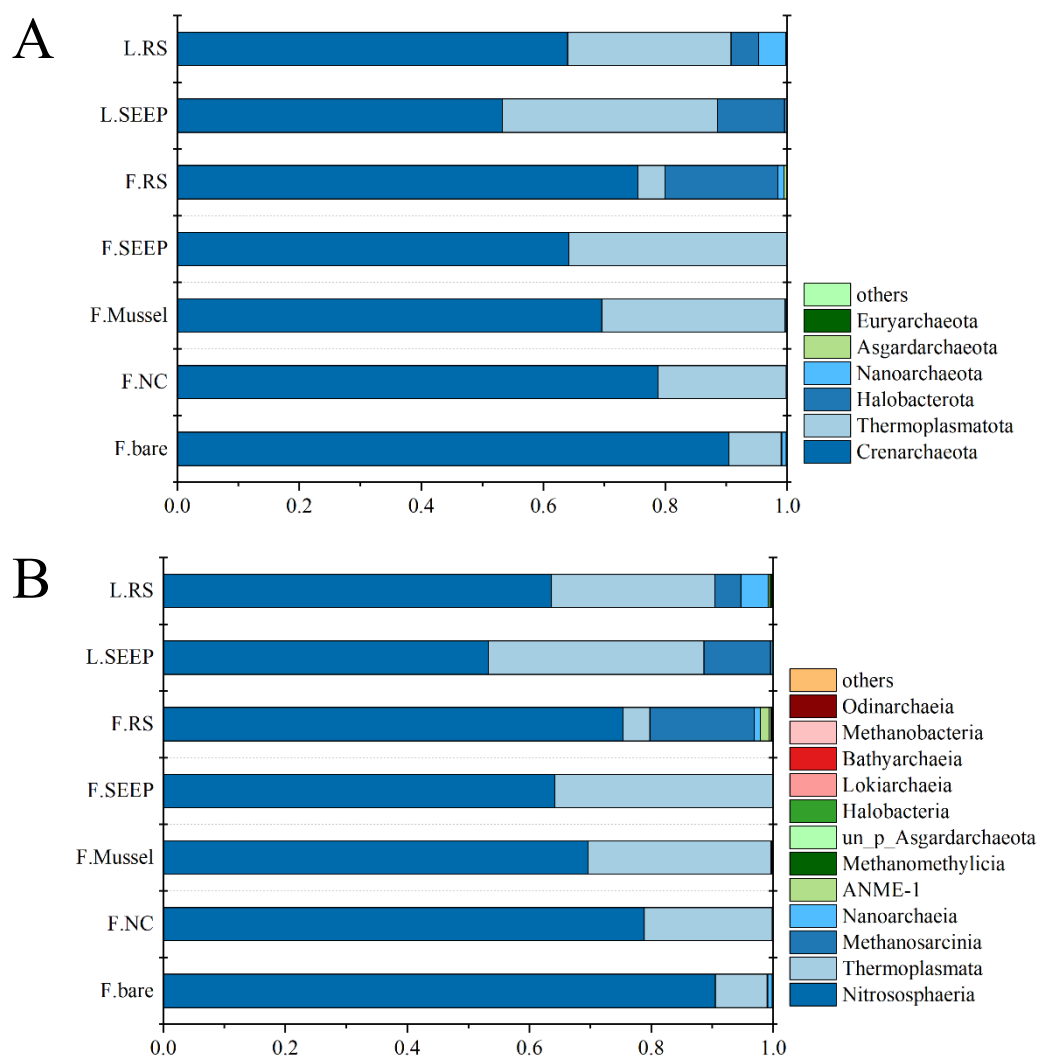 A
L.RS
L.SEEP
F.RS
F.SEEP
F.Mussel
F.NC
F.bare
0.0 0.2 0.4 0.6 0.8 1.0
others
Euryarchaeota
Asgardarchaeota
Nanoarchaeota
Halobacterota
Thermoplasmatota
Crenarchaeota
B
L.RS
L.SEEP
F.RS
F.SEEP
F.Mussel
F.NC
F.bare
0.0 0.2 0.4 0.6 0.8 1.0
others
Odinarchaeia
Methanobacteria
Bathyarchaeia
Lokiarchaeia
Halobacteria
un_p_Asgardarchaeota
Methanomethylicia
ANME-1
Nanoarchaeia
Methanosarcinia
Thermoplasmata
Nitrososphaeria